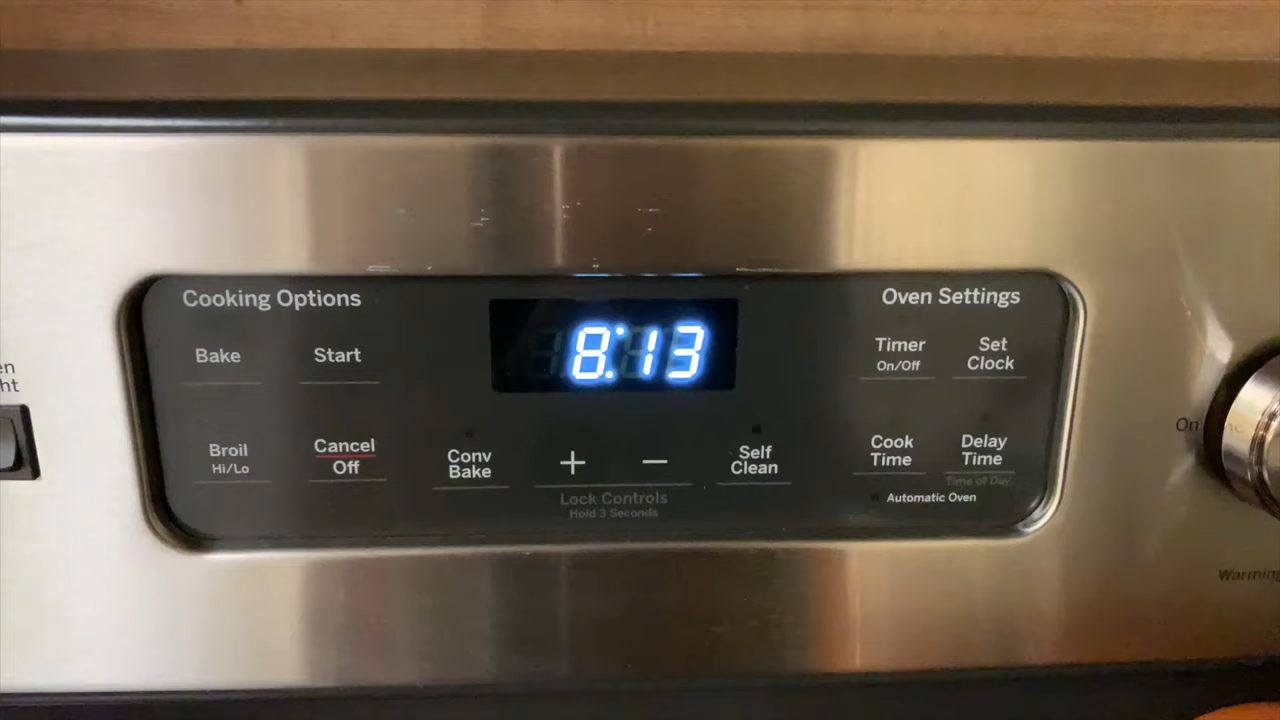 Cooking Options
Bake
Start
Broil
Hi/Lo
Cancel
Off
Conv
Bake
8:13
+
−
Lock Controls
Hold 3 Seconds
Self
Clean
Oven Settings
Timer
On/Off
Set
Clock
Cook
Time
Delay
Time
Time of Day
Automatic Oven
On
Warming